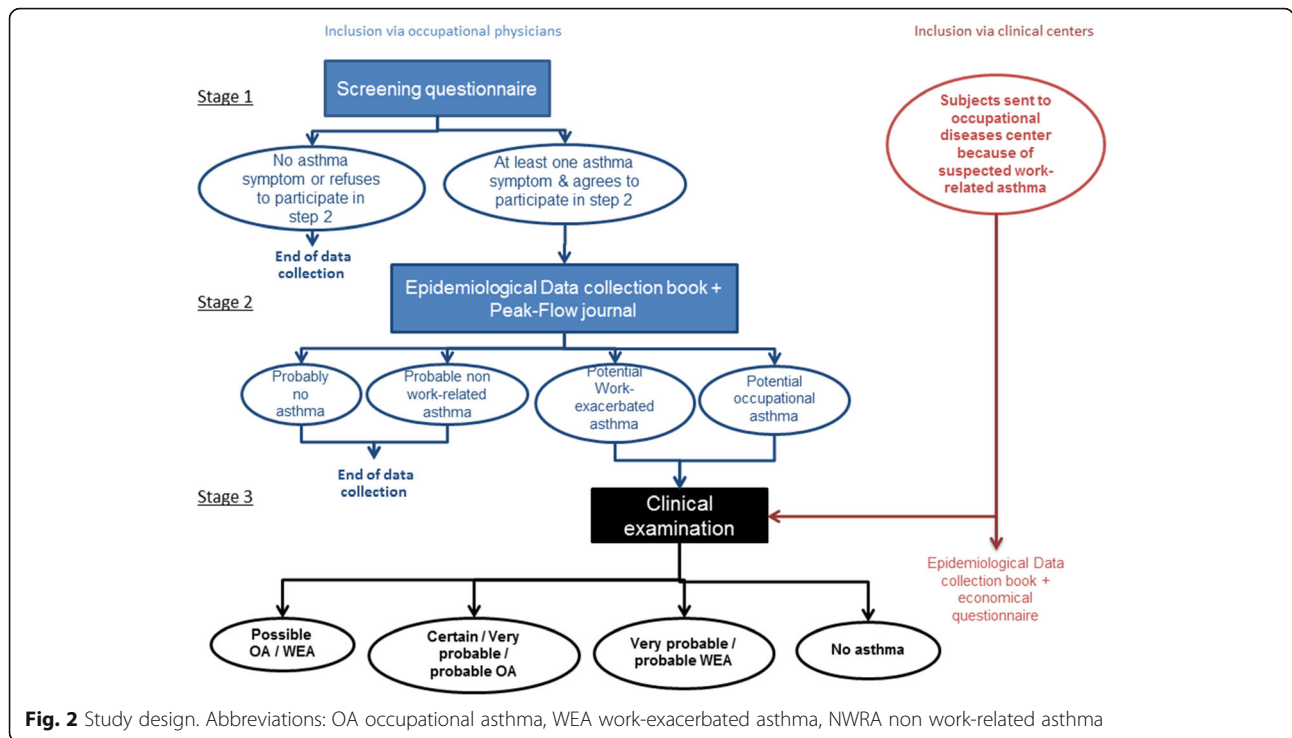 Inclusion via occupational physicians
Inclusion via clinical centers
Stage 1
Screening questionnaire
Subjects sent to
occupational
diseases center
because of
suspected work-
related asthma
No asthma
symptom or refuses
to participate in
step 2
At least one asthma
symptom & agrees to
participate in step 2
End of data
collection
Stage 2
Epidemiological Data collection book +
Peak-Flow journal
Probably
no
asthma
Probable non
work-related
asthma
Potential
Work-
exacerbated
asthma
Potential
occupational
asthma
End of data
collection
Stage 3
Clinical
examination
Epidemiological Data
collection book +
economical
questionnaire
Possible
OA / WEA
Certain / Very
probable /
probable OA
Very probable /
probable WEA
No asthma
Fig. 2 Study design. Abbreviations: OA occupational asthma, WEA work-exacerbated asthma, NWRA non work-related asthma